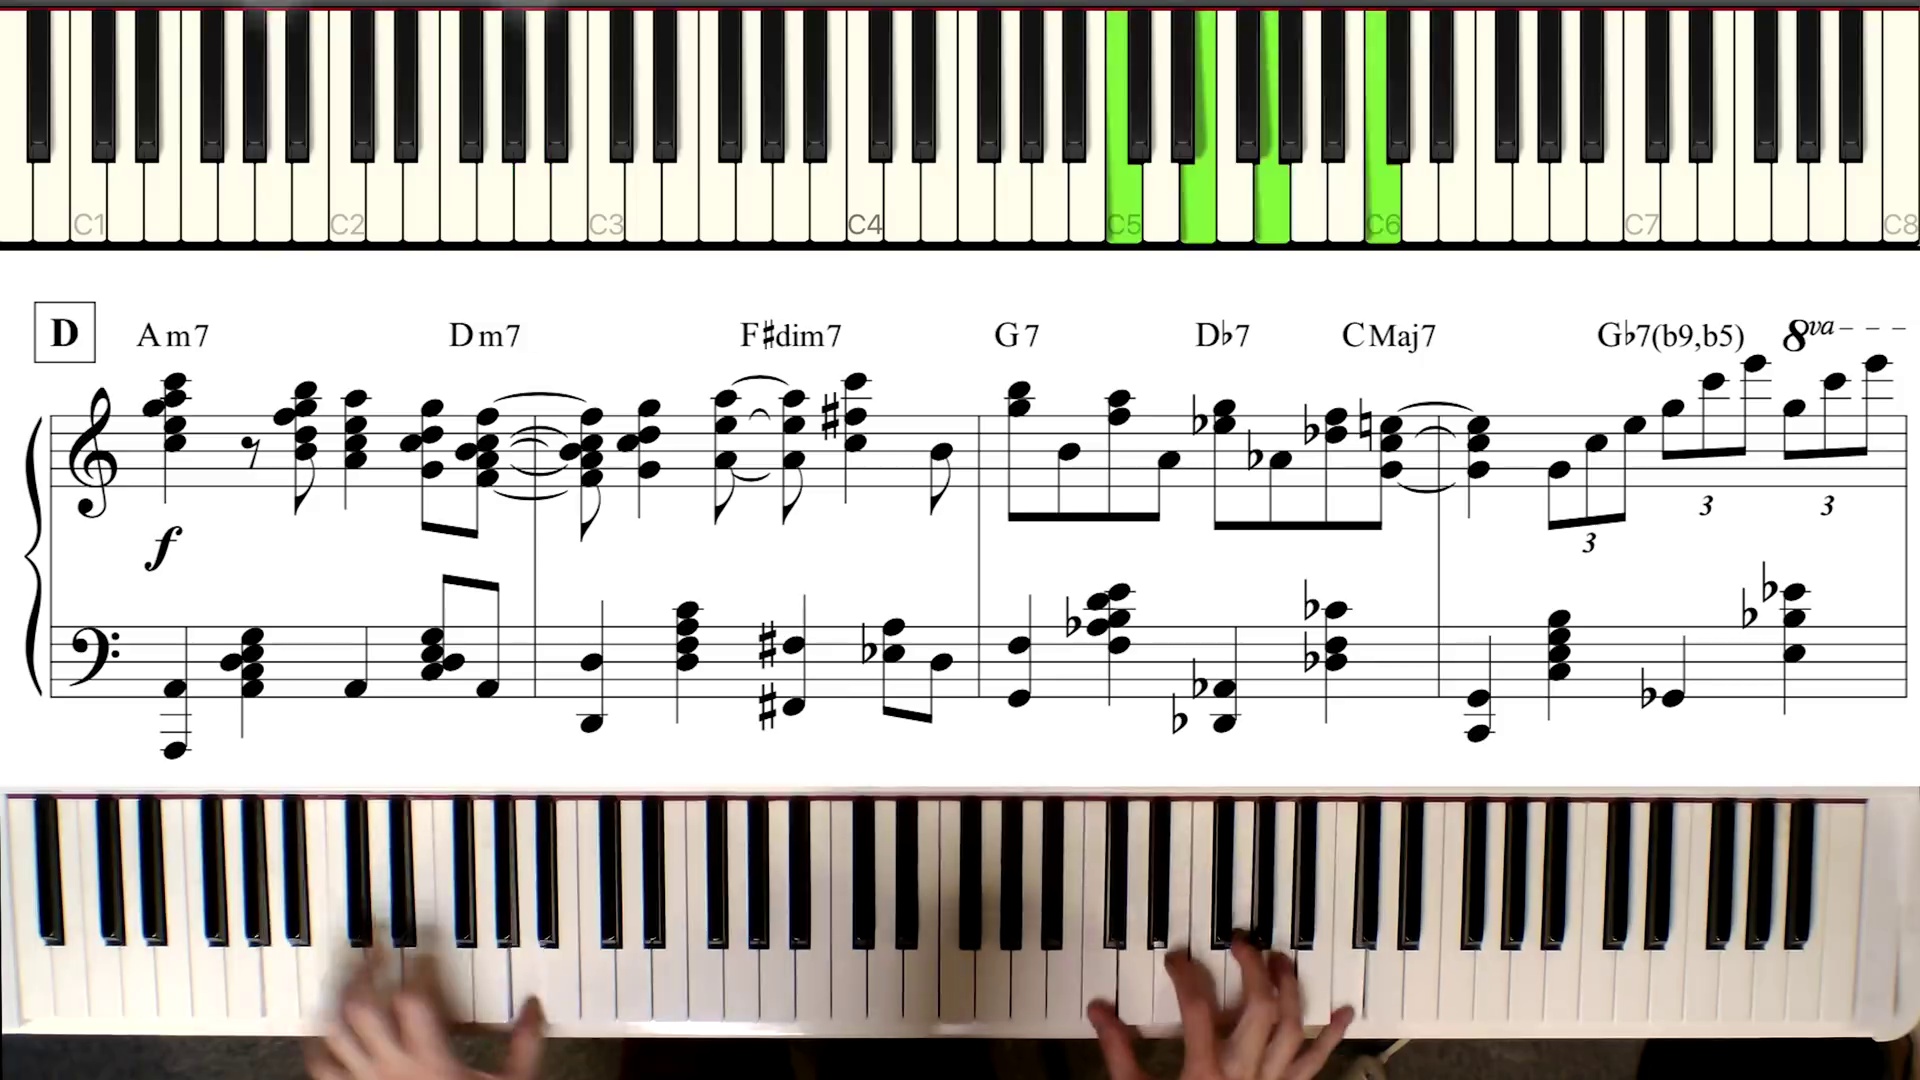 C1 C2 C3 C4 C5 C6 C7 C8
D Am7 Dm7 F♯dim7 G7 D♭7 CMaj7 G♭7(b9,b5) 8va
f 3 3 3